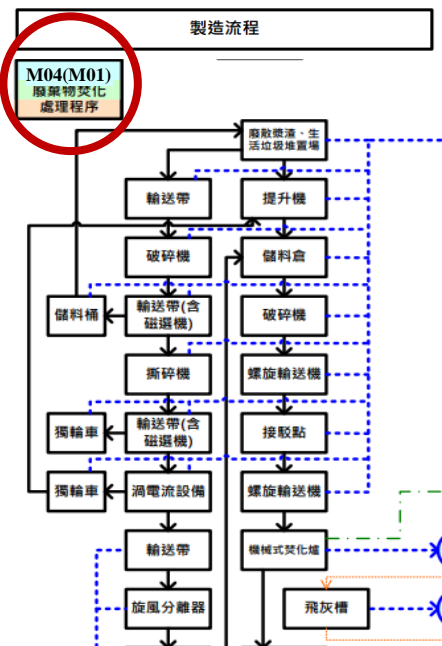 製造流程
M04(M01)
廢棄物焚化
處理程序
廢散漿渣、生
活垃圾堆置場
輸送帶
提升機
破碎機
儲料倉
儲料桶
輸送帶(含
磁選機)
破碎機
撕碎機
螺旋輸送機
獨輪車
輸送帶(含
磁選機)
接駁點
獨輪車
渦電流設備
螺旋輸送機
輸送帶
機械式焚化爐
旋風分離器
飛灰槽